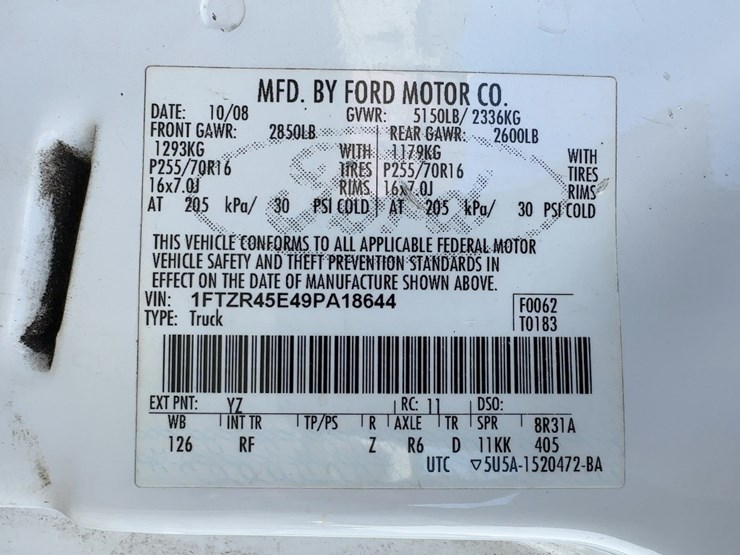 MFD. BY FORD MOTOR CO.
DATE: 10/08 GVWR: 5150LB/ 2336KG
FRONT GAWR: 2850LB REAR GAWR: 2600LB
1293KG WITH 1179KG WITH
P255/70R16 TIRES P255/70R16 TIRES
16x7.0J RIMS 16x7.0J RIMS
AT 205 kPa/ 30 PSI COLD AT 205 kPa/ 30 PSI COLD
THIS VEHICLE CONFORMS TO ALL APPLICABLE FEDERAL MOTOR
VEHICLE SAFETY AND THEFT PREVENTION STANDARDS IN
EFFECT ON THE DATE OF MANUFACTURE SHOWN ABOVE.
VIN: 1FTZR45E49PA18644 F0062
TYPE: Truck T0183
EXT PNT: YZ RC: 11 DSO:
WB INT TR TP/PS R AXLE TR SPR 8R31A
126 RF Z R6 D 11KK 405
UTC ▽5U5A-1520472-BA